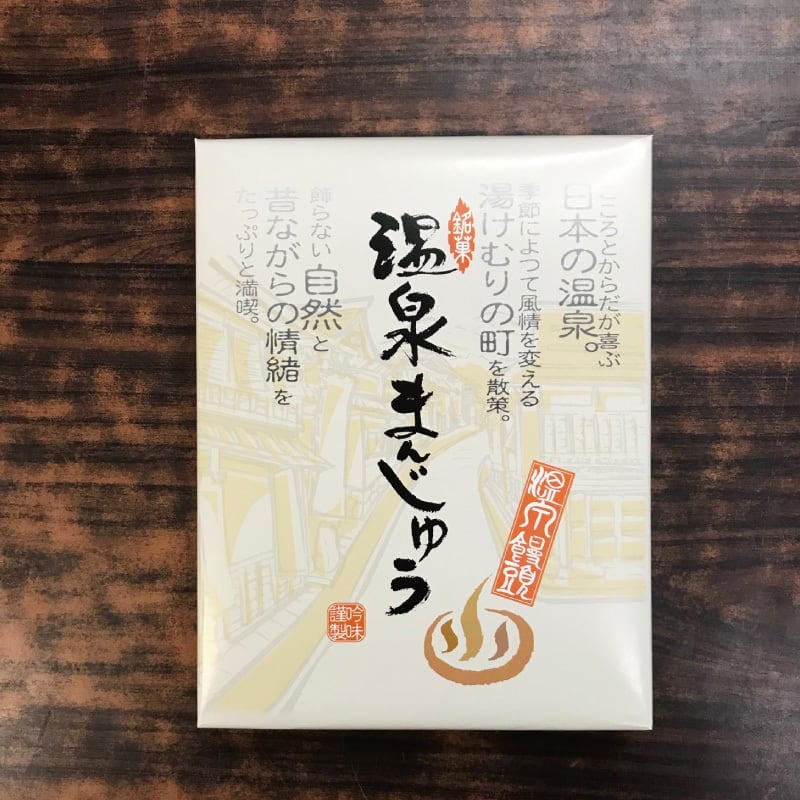 こころとからだが喜ぶ
日本の温泉。
季節によって風情を変える
湯けむりの町を散策。
銘菓
温泉まんじゅう
飾らない自然と
昔ながらの情緒を
たっぷりと満喫。
温泉饅頭
吟味
謹製